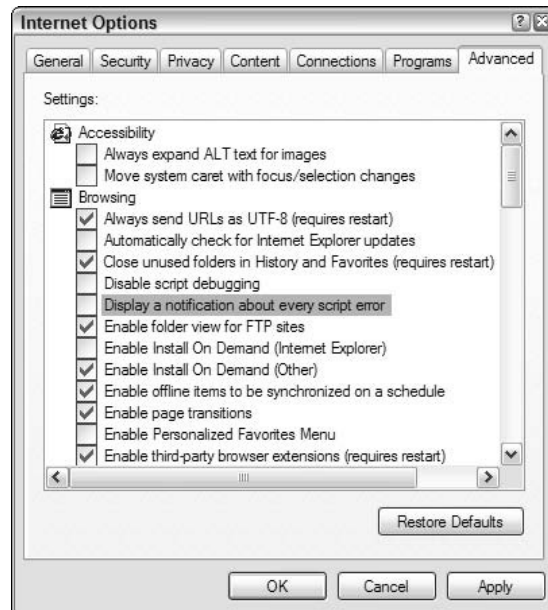 Internet Options
General Security Privacy Content Connections Programs Advanced
Settings:
Accessibility
Always expand ALT text for images
Move system caret with focus/selection changes
Browsing
Always send URLs as UTF-8 (requires restart)
Automatically check for Internet Explorer updates
Close unused folders in History and Favorites (requires restart)
Disable script debugging
Display a notification about every script error
Enable folder view for FTP sites
Enable Install On Demand (Internet Explorer)
Enable Install On Demand (Other)
Enable offline items to be synchronized on a schedule
Enable page transitions
Enable Personalized Favorites Menu
Enable third-party browser extensions (requires restart)
Restore Defaults
OK Cancel Apply